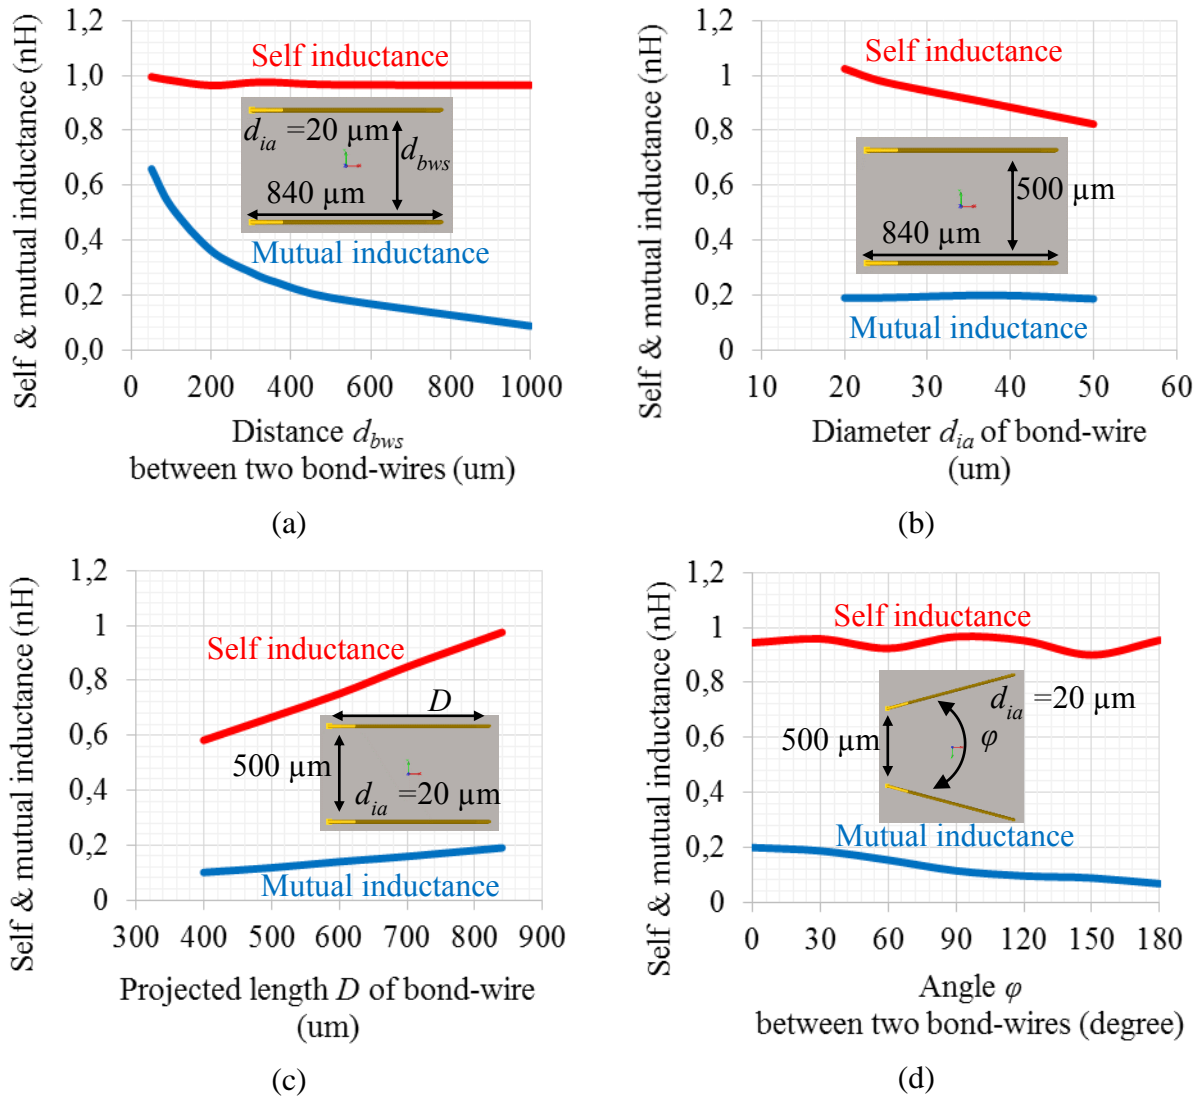 Self & mutual inductance (nH)
1,2
1,0
0,8
0,6
0,4
0,2
0,0
Self inductance
d_ia =20 µm
d_bws
840 µm
Mutual inductance
0 200 400 600 800 1000
Distance d_bws
between two bond-wires (um)
(a)
Self & mutual inductance (nH)
1,2
1
0,8
0,6
0,4
0,2
0
Self inductance
500 µm
840 µm
Mutual inductance
10 20 30 40 50 60
Diameter d_ia of bond-wire
(um)
(b)
Self & mutual inductance (nH)
1,2
1
0,8
0,6
0,4
0,2
0
Self inductance
D
500 µm
d_ia =20 µm
Mutual inductance
300 400 500 600 700 800 900
Projected length D of bond-wire
(um)
(c)
Self & mutual inductance (nH)
1,2
1
0,8
0,6
0,4
0,2
0
Self inductance
d_ia =20 µm
500 µm
φ
Mutual inductance
0 30 60 90 120 150 180
Angle φ
between two bond-wires (degree)
(d)